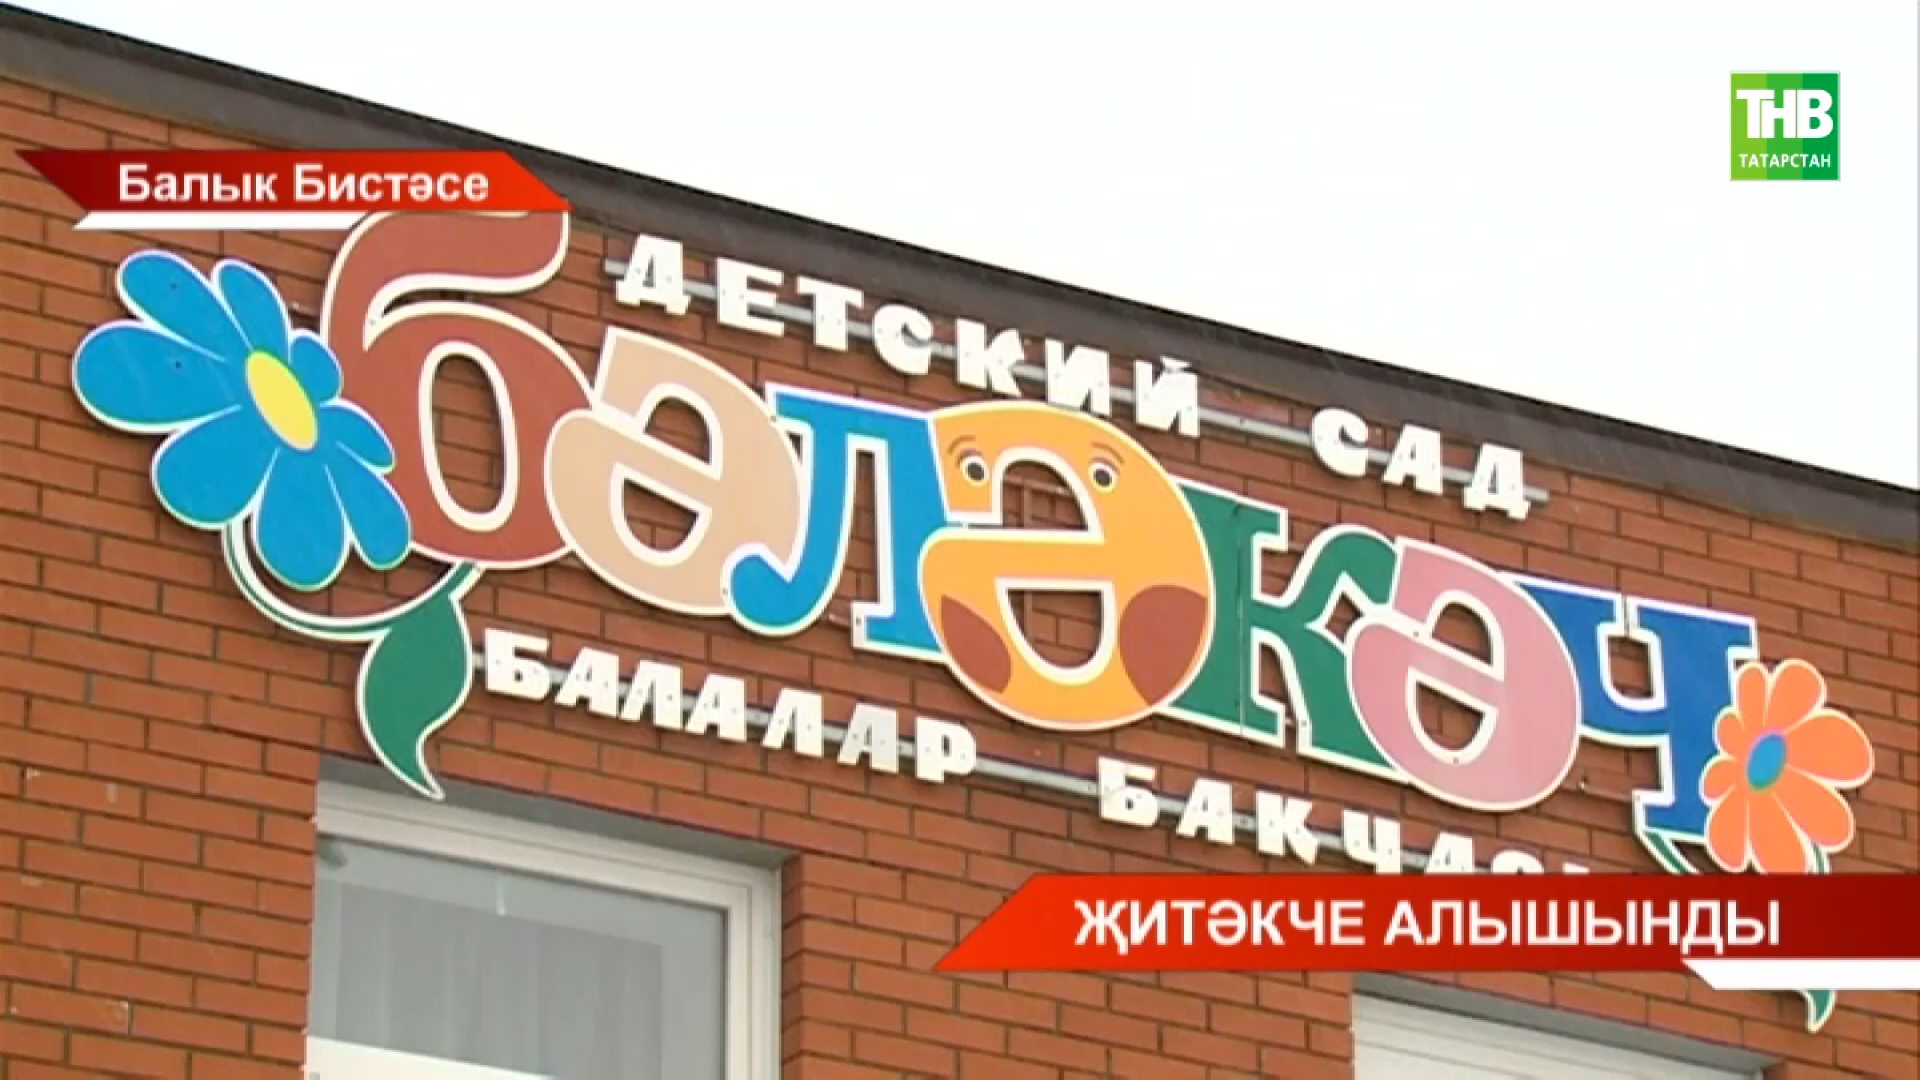 ТНВ
ТАТАРСТАН
Балык Бистәсе
ДЕТСКИЙ САД
бәләкәч
БАЛАЛАР
ҖИТӘКЧЕ АЛЫШЫНДЫ